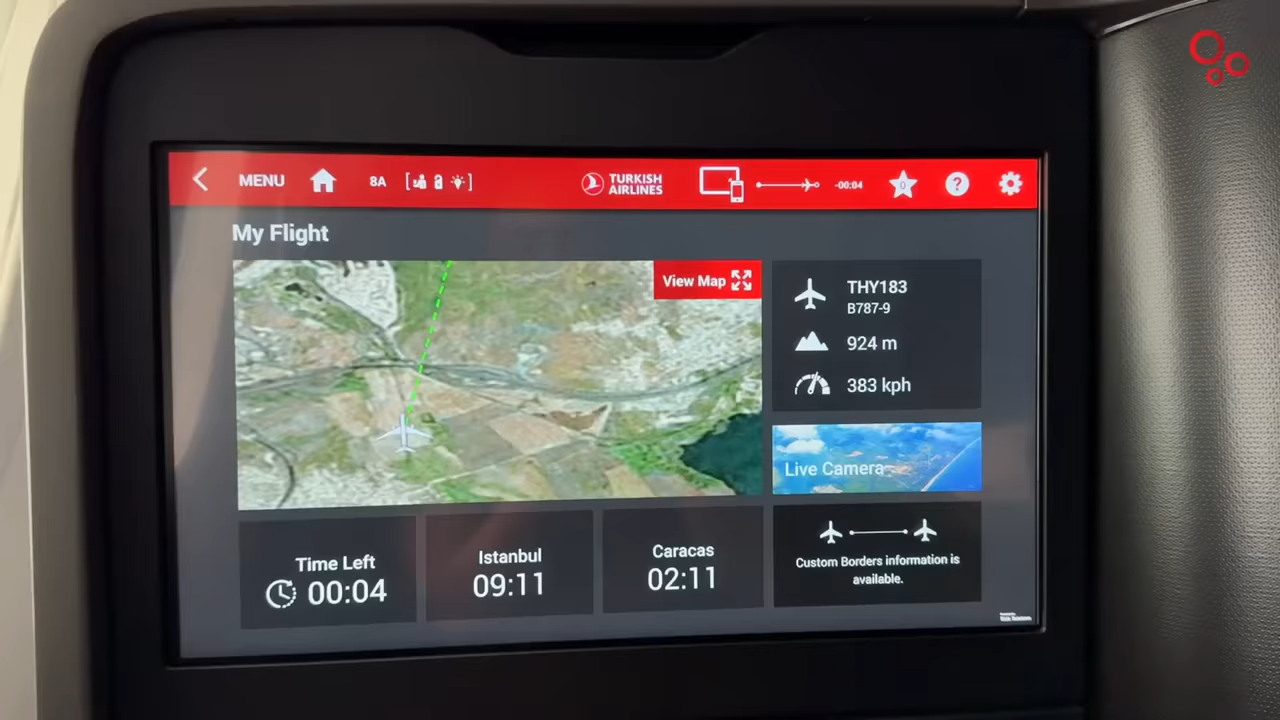 MENU
8A
TURKISH
AIRLINES
-00:04
0
?
My Flight
View Map
THY183
B787-9
924 m
383 kph
Live Camera
Time Left
00:04
Istanbul
09:11
Caracas
02:11
Custom Borders information is
available.